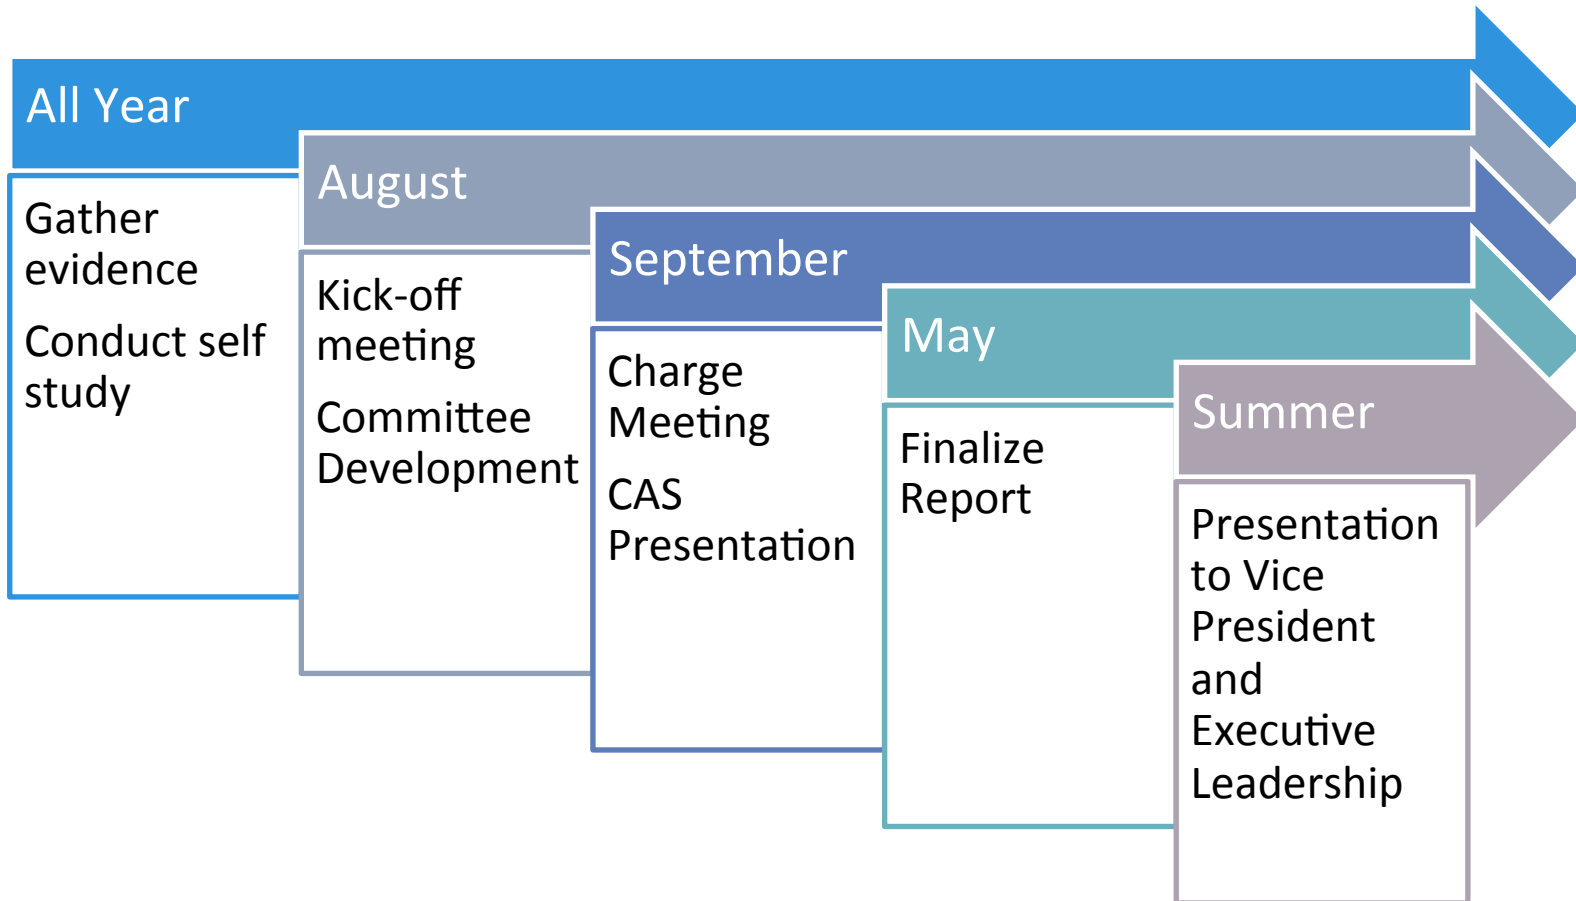 All Year
Gather
evidence
Conduct self
study
August
Kick-off
meeting
Committee
Development
September
Charge
Meeting
CAS
Presentation
May
Finalize
Report
Summer
Presentation
to Vice
President
and
Executive
Leadership